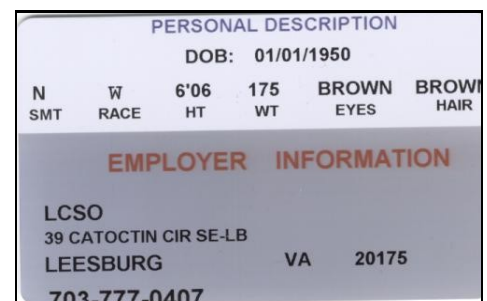 PERSONAL DESCRIPTION
DOB: 01/01/1950
N W 6'06 175 BROWN BROWN
SMT RACE HT WT EYES HAIR
EMPLOYER INFORMATION
LCSO
39 CATOCTIN CIR SE-LB
LEESBURG VA 20175
703-777-0407